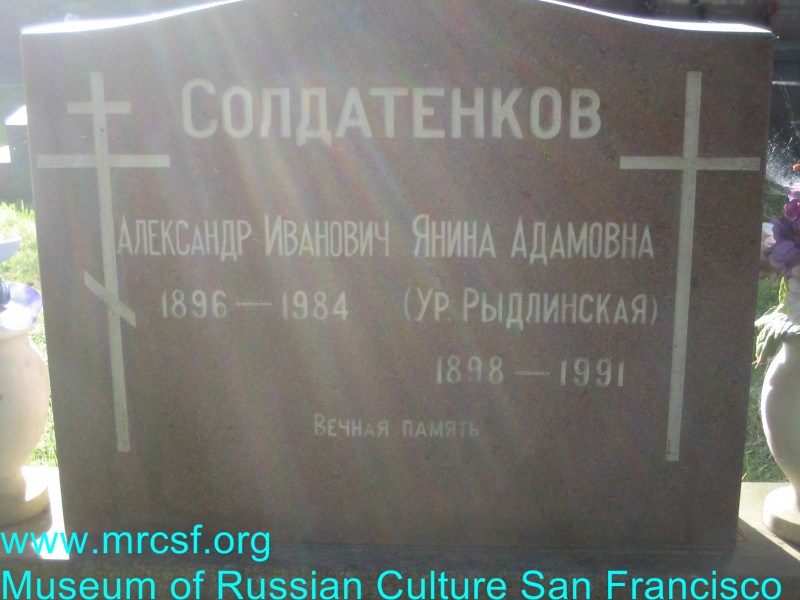 Солдатенков
Александр Иванович Янина Адамовна
1896 — 1984 (Ур. Рыдлинская)
1898 — 1991
Вечная память
www.mrcsf.org
Museum of Russian Culture San Francisco